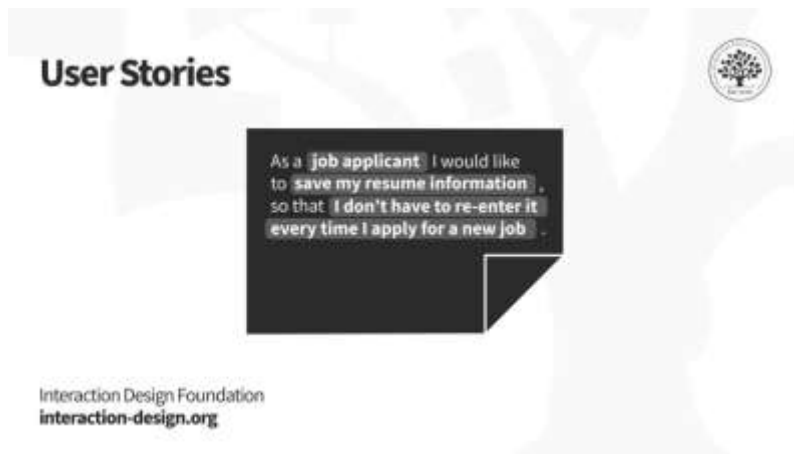 User Stories
As a job applicant I would like
to save my resume information ,
so that I don't have to re-enter it
every time I apply for a new job .
Interaction Design Foundation
interaction-design.org